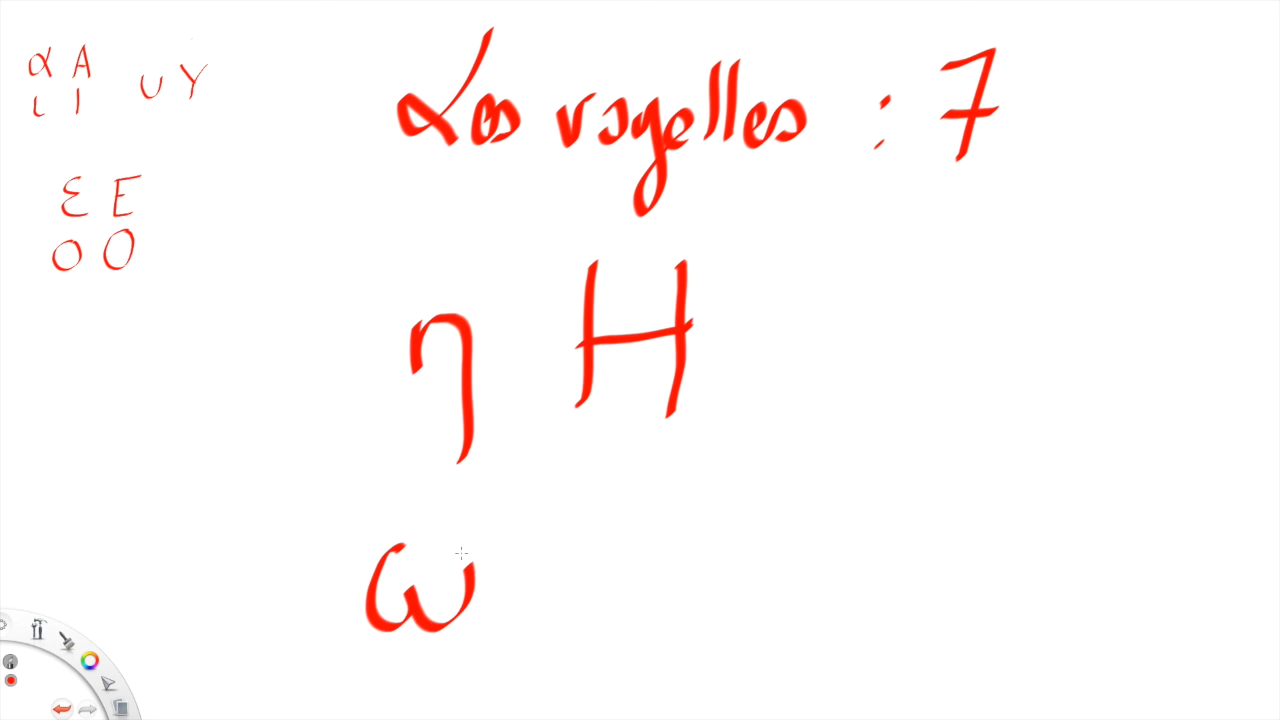 Les voyelles : 7
α A
υ Y
ι I
ε E
ο Ο
η Η
ω